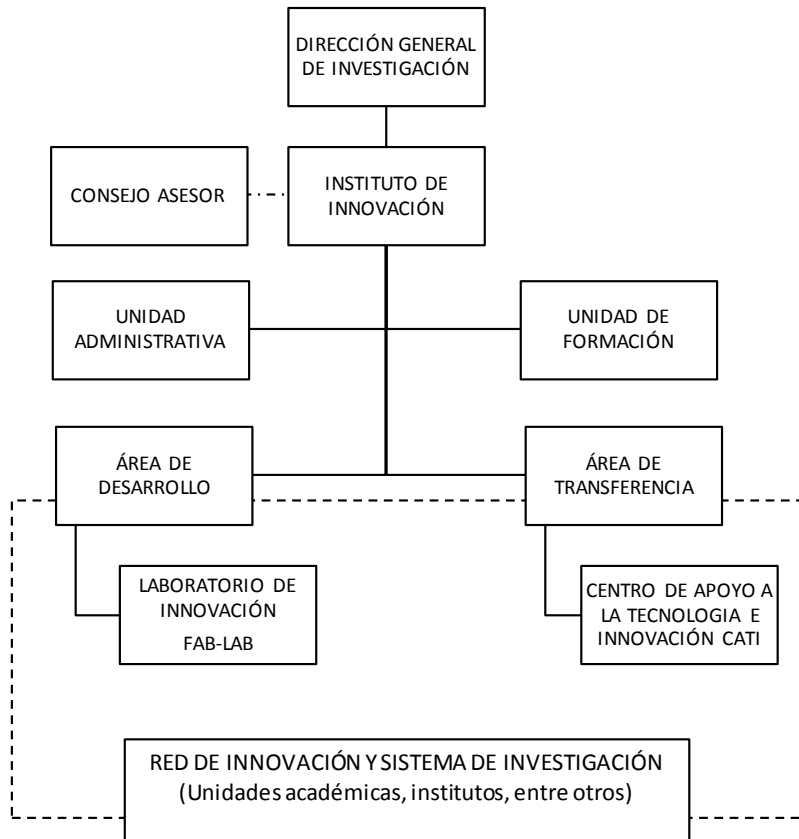 DIRECCIÓN GENERAL
DE INVESTIGACIÓN
CONSEJO ASESOR
INSTITUTO DE
INNOVACIÓN
UNIDAD
ADMINISTRATIVA
UNIDAD DE
FORMACIÓN
ÁREA DE
DESARROLLO
ÁREA DE
TRANSFERENCIA
LABORATORIO DE
INNOVACIÓN
FAB-LAB
CENTRO DE APOYO A
LA TECNOLOGIA E
INNOVACIÓN CATI
RED DE INNOVACIÓN Y SISTEMA DE INVESTIGACIÓN
(Unidades académicas, institutos, entre otros)